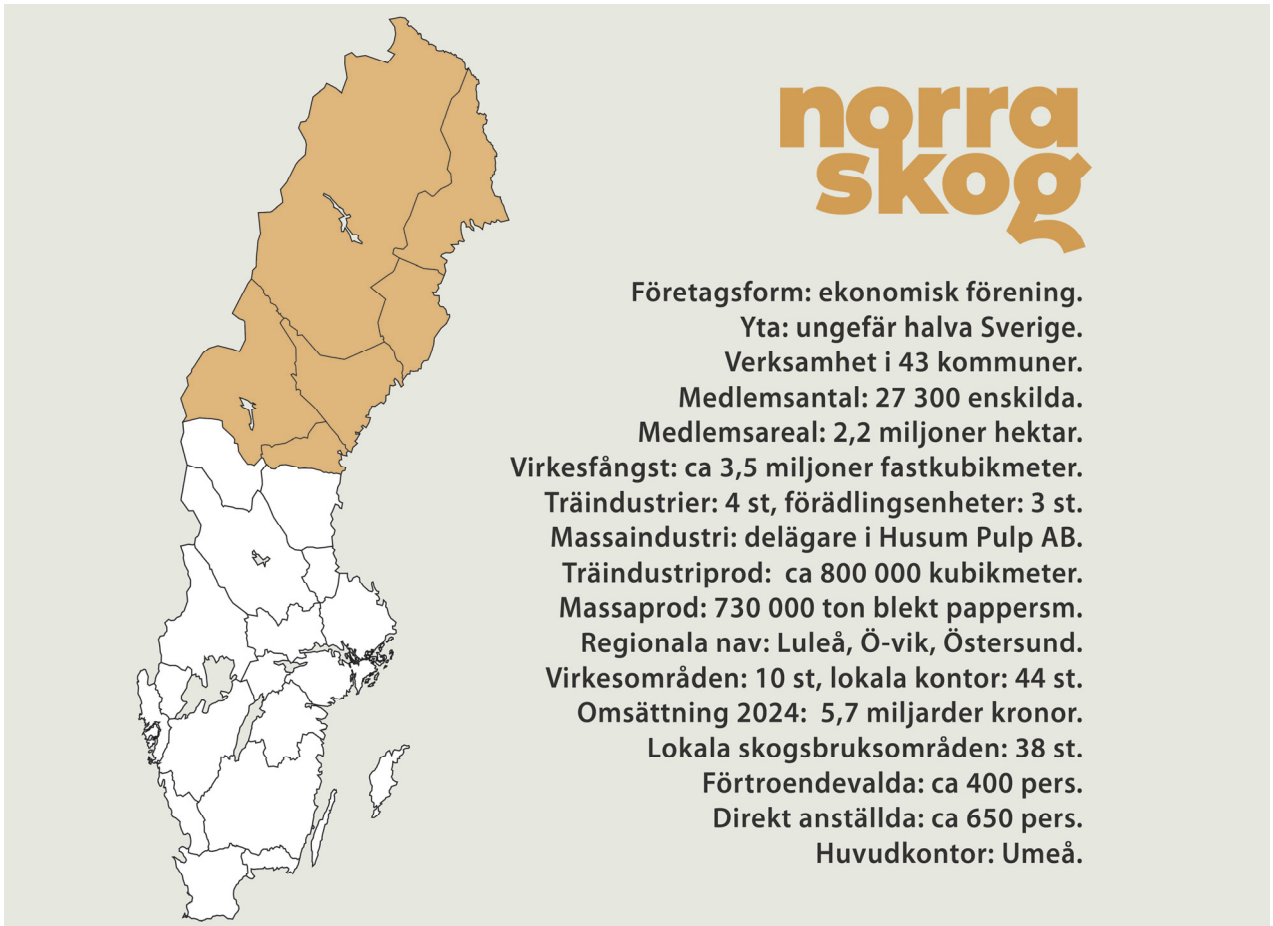 norra
skog
Företagsform: ekonomisk förening.
Yta: ungefär halva Sverige.
Verksamhet i 43 kommuner.
Medlemsantal: 27 300 enskilda.
Medlemsareal: 2,2 miljoner hektar.
Virkesfångst: ca 3,5 miljoner fastkubikmeter.
Träindustrier: 4 st, förädlingsenheter: 3 st.
Massaindustri: delägare i Husum Pulp AB.
Träindustriprod:  ca 800 000 kubikmeter.
Massaprod: 730 000 ton blekt pappersm.
Regionala nav: Luleå, Ö-vik, Östersund.
Virkesområden: 10 st, lokala kontor: 44 st.
Omsättning 2024:  5,7 miljarder kronor.
Lokala skogsbruksområden: 38 st.
Förtroendevalda: ca 400 pers.
Direkt anställda: ca 650 pers.
Huvudkontor: Umeå.